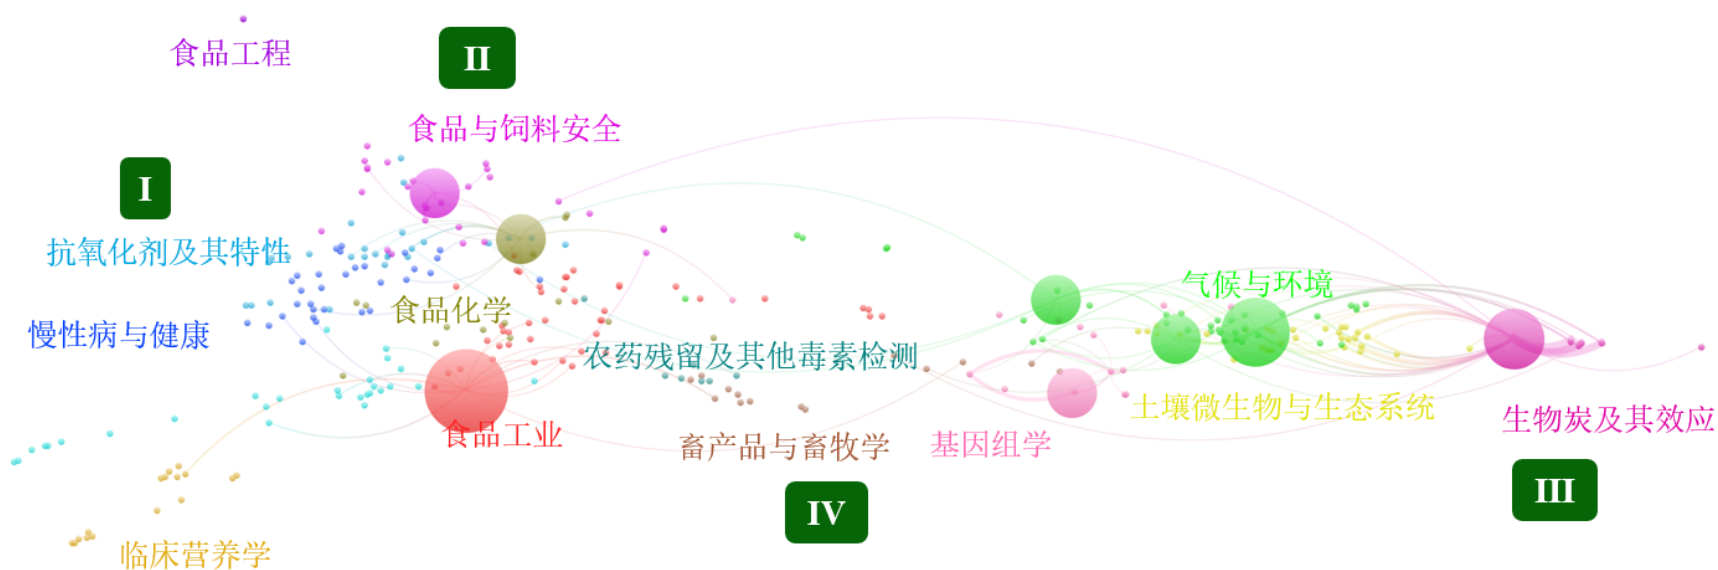 食品工程
II
食品与饲料安全
I
抗氧化剂及其特性
气候与环境
食品化学
慢性病与健康
农药残留及其他毒素检测
土壤微生物与生态系统
生物炭及其效应
食品工业
畜产品与畜牧学
基因组学
III
IV
临床营养学